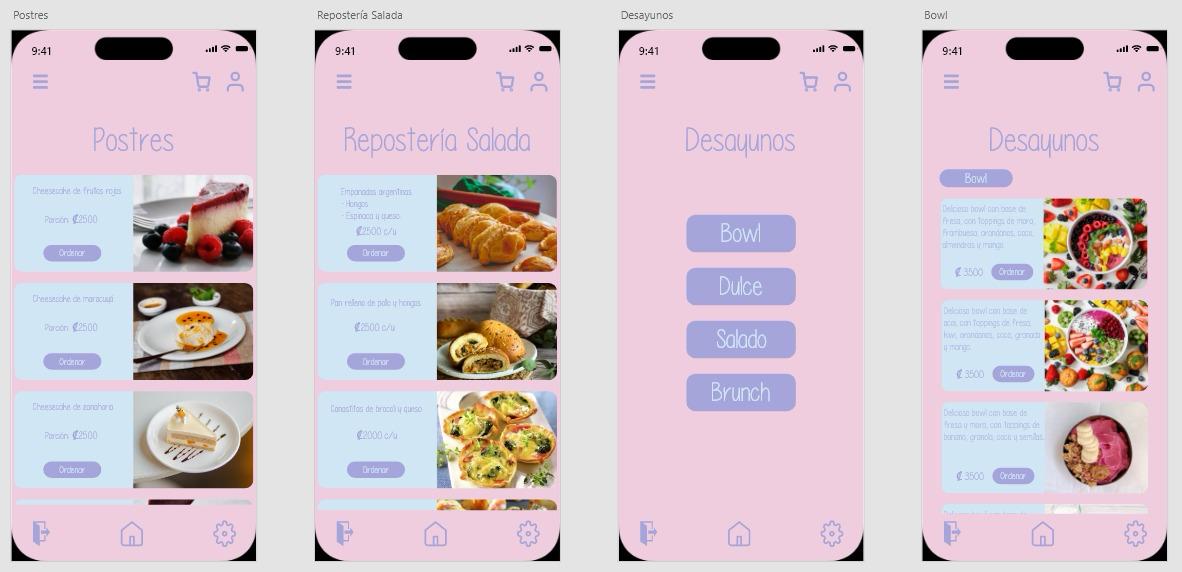 Postres
9:41
Postres
Cheesecake de frutos rojos
Porción: ₡2500
Ordenar
Cheesecake de maracuyá
Porción: ₡2500
Ordenar
Cheesecake de zanahoria
Porción: ₡2500
Ordenar
Repostería Salada
9:41
Repostería Salada
Empanadas argentinas
- Hongos
- Espinaca y queso
₡2500 c/u
Ordenar
Pan relleno de pollo y hongos
₡2500 c/u
Ordenar
Canastitas de brocoli y queso
₡2000 c/u
Ordenar
Desayunos
9:41
Desayunos
Bowl
Dulce
Salado
Brunch
Bowl
9:41
Desayunos
Bowl
Delicioso bowl con base de
fresa, con toppings de mora,
frambuesa, arandanos, coco,
almendras y mango.
₡ 3500
Ordenar
Delicioso bowl con base de
acai, con toppings de fresa,
kiwi, arandanos, coco, granola
y mango.
₡ 3500
Ordenar
Delicioso bowl con base de
fresa y mora, con toppings de
banano, granola, coco y semillas.
₡ 3500
Ordenar